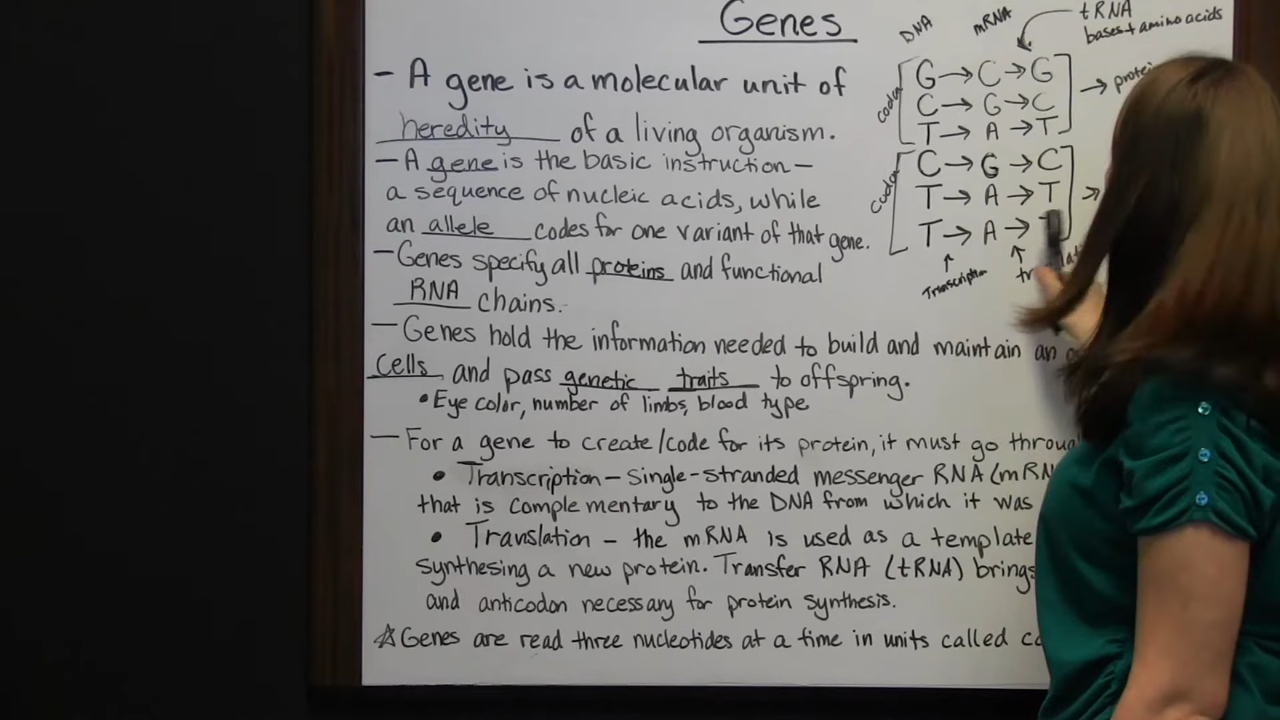 Genes
- A gene is a molecular unit of
heredity of a living organism.
- A gene is the basic instruction-
a sequence of nucleic acids, while
an allele codes for one variant of that gene.
- Genes specify all proteins and functional
RNA chains.
- Genes hold the information needed to build and maintain an
cells and pass genetic traits to offspring.
• Eye color, number of limbs, blood type
- For a gene to create/code for its protein, it must go
• Transcription - single-stranded messenger RNA
that is complementary to the DNA from which it was
• Translation - the mRNA is used as a template
synthesing a new protein. Transfer RNA (tRNA)
and anticodon necessary for protein synthesis.
☆Genes are read three nucleotides at a time in units called
DNA mRNA tRNA
bases + amino acids
G→C→G
C→G→C
T→A→T
→
C→G→C
T→A→T
T→A→
→
Transcription